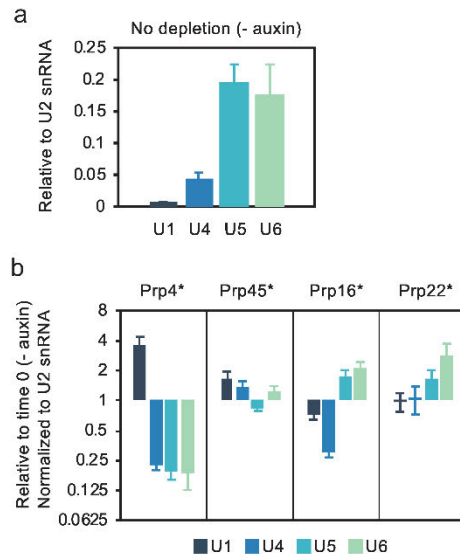 a
No depletion (- auxin)
Relative to U2 snRNA
0.25
0.2
0.15
0.1
0.05
0
U1 U4 U5 U6
b
Prp4* Prp45* Prp16* Prp22*
Relative to time 0 (- auxin)
Normalized to U2 snRNA
8
4
2
1
0.5
0.25
0.125
0.0625
U1 U4 U5 U6